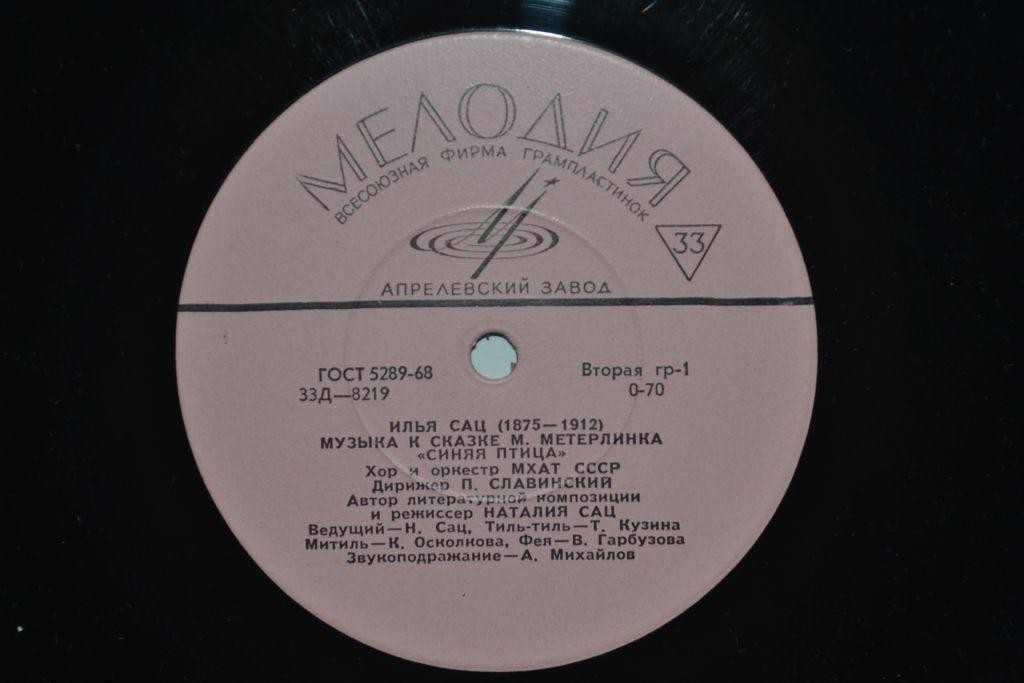 МЕЛОДИЯ
ВСЕСОЮЗНАЯ ФИРМА ГРАМПЛАСТИНОК
33
АПРЕЛЕВСКИЙ ЗАВОД
ГОСТ 5289-68 Вторая гр-1
33Д—8219 0-70
ИЛЬЯ САЦ (1875—1912)
МУЗЫКА К СКАЗКЕ М. МЕТЕРЛИНКА
«СИНЯЯ ПТИЦА»
Хор и оркестр МХАТ СССР
Дирижер П. СЛАВИНСКИЙ
Автор литературной композиции
и режиссер НАТАЛИЯ САЦ
Ведущий—Н. Сац, Тиль-тиль—Т. Кузина
Митиль—К. Осколкова, Фея—В. Гарбузова
Звукоподражание—А. Михайлов